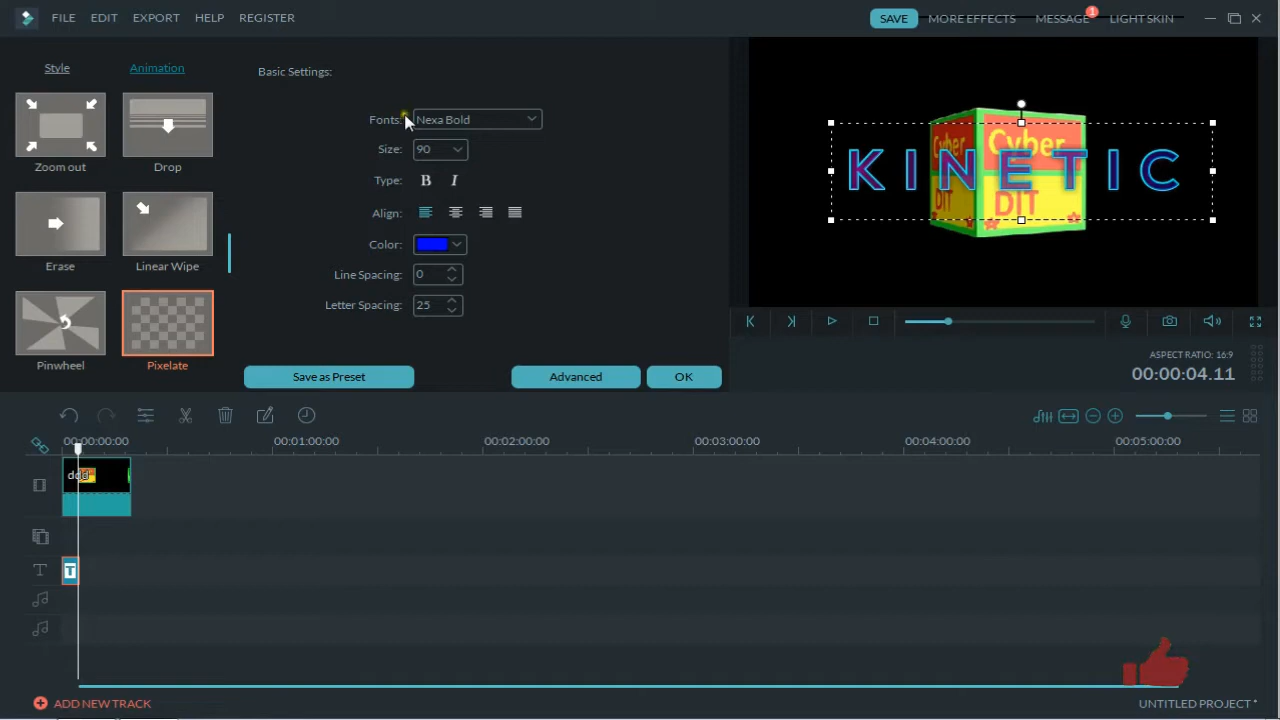 FILE EDIT EXPORT HELP REGISTER SAVE MORE EFFECTS MESSAGE 1 LIGHT SKIN
Style Animation
Basic Settings:
Zoom out Drop
Erase Linear Wipe
Pinwheel Pixelate
Fonts: Nexa Bold
Size: 90
Type: B I
Align:
Color:
Line Spacing: 0
Letter Spacing: 25
Save as Preset Advanced OK
Cyber Cyber
KINETIC
DIT DIT
ASPECT RATIO: 16:9
00:00:04.11
00:00:00:00 00:01:00:00 00:02:00:00 00:03:00:00 00:04:00:00 00:05:00:00
ddd
T
T
ADD NEW TRACK
UNTITLED PROJECT *